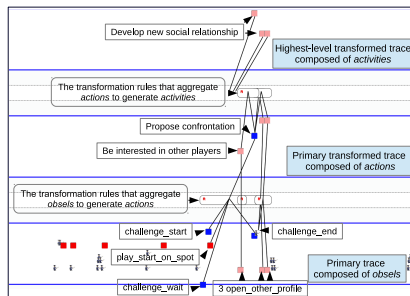 Develop new social relationship
Highest-level transformed trace
composed of activities
The transformation rules that aggregate
actions to generate activities
Propose confrontation
Be interested in other players
Primary transformed trace
composed of actions
The transformation rules that aggregate
obsels to generate actions
challenge_start
challenge_end
play_start_on_spot
Primary trace
composed of obsels
challenge_wait
3 open_other_profile